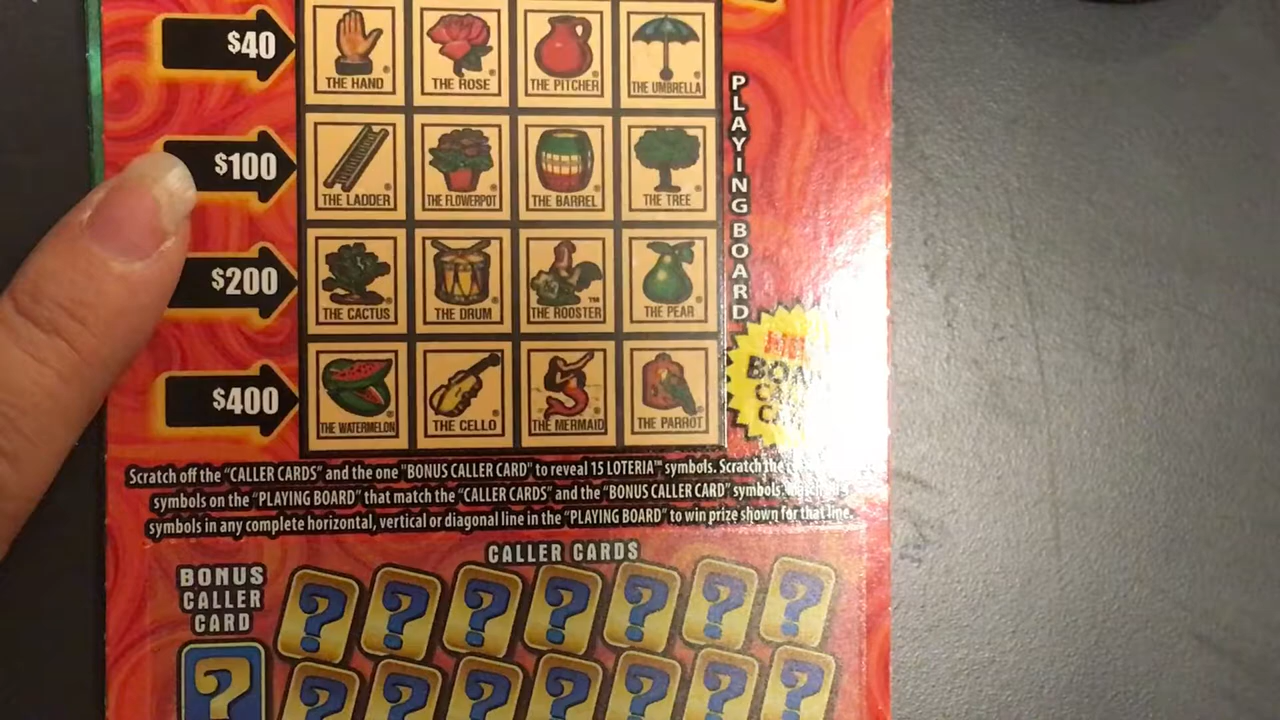 $40
THE HAND
THE ROSE
THE PITCHER
THE UMBRELLA
$100
THE LADDER
THE FLOWERPOT
THE BARREL
THE TREE
$200
THE CACTUS
THE DRUM
THE ROOSTER
THE PEAR
$400
THE WATERMELON
THE CELLO
THE MERMAID
THE PARROT
PLAYING BOARD
Scratch off the "CALLER CARDS" and the one "BONUS CALLER CARD" to reveal 15 LOTERIA™ symbols. Scratch the
symbols on the "PLAYING BOARD" that match the "CALLER CARDS" and the "BONUS CALLER CARD" symbols.
symbols in any complete horizontal, vertical or diagonal line in the "PLAYING BOARD" to win prize shown for that line.
CALLER CARDS
BONUS
CALLER
CARD
? ? ? ? ? ? ?
? ? ? ? ? ? ? ?